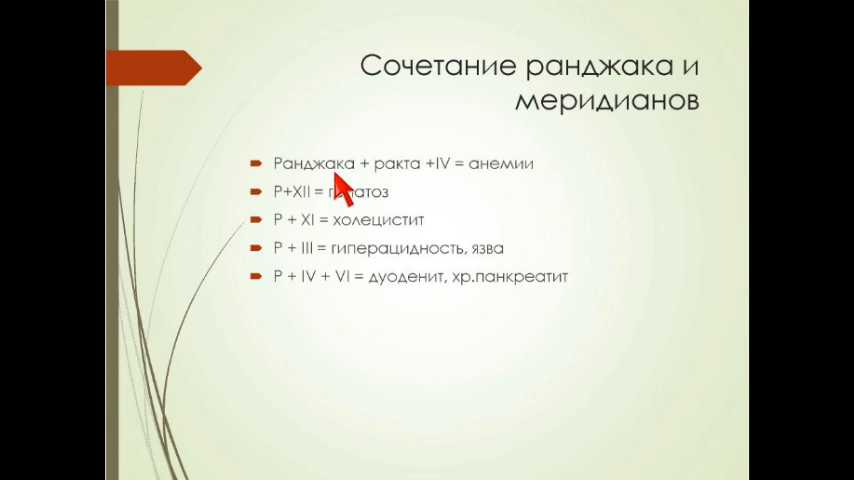 Сочетание ранджака и
меридианов
Ранджака + ракта +IV = анемии
Р+XII =
Р + XI = холецистит
Р + III = гиперацидность, язва
Р + IV + VI = дуоденит, хр.панкреатит